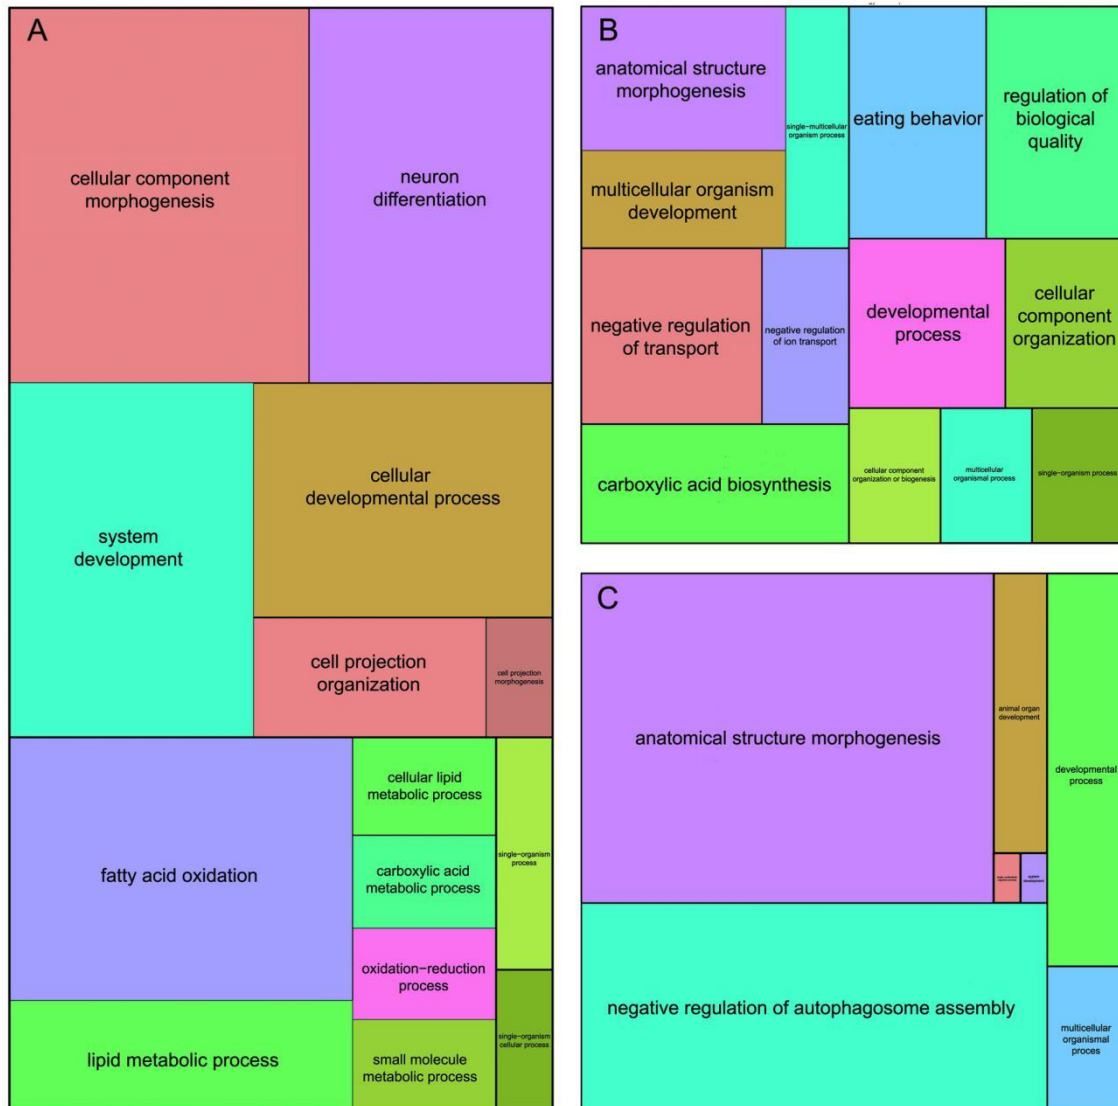 A
cellular component
morphogenesis
neuron
differentiation
system
development
cellular
developmental process
cell projection
organization
cell projection
morphogenesis
fatty acid oxidation
cellular lipid
metabolic process
carboxylic acid
metabolic process
oxidation−reduction
process
small molecule
metabolic process
single−organism
process
single−organism
cellular process
lipid metabolic process
B
anatomical structure
morphogenesis
single−multicellular
organism process
multicellular organism
development
eating behavior
regulation of
biological
quality
negative regulation
of transport
negative regulation
of ion transport
developmental
process
cellular
component
organization
carboxylic acid biosynthesis
cellular component
organization or biogenesis
multicellular
organismal process
single−organism process
C
anatomical structure morphogenesis
animal organ
development
developmental
process
system
development
negative regulation of autophagosome assembly
multicellular
organismal
proces